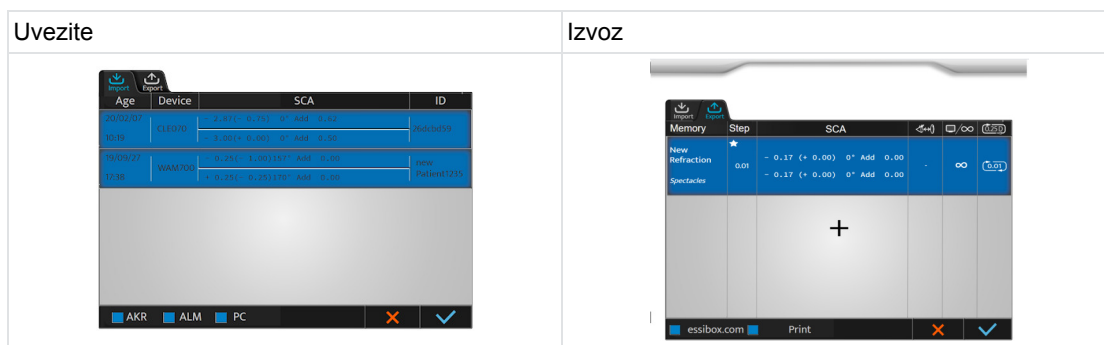 Uvezite
Izvoz
Import Export
Age Device SCA ID
20/02/07
10:19
CLE070
- 2.87(- 0.75) 0° Add 0.62
- 3.00(+ 0.00) 0° Add 0.50
26dcbd59
19/09/27
17:38
WAM700
- 0.25(- 1.00)157° Add 0.00
new
Patient1215
AKR ALM PC
Import Export
Memory Step SCA
New
Refraction
Spectacles
0.01
- 0.17 (+ 0.00) 0° Add 0.00
- 0.17 (+ 0.00) 0° Add 0.00
0.01
essibox.com Print